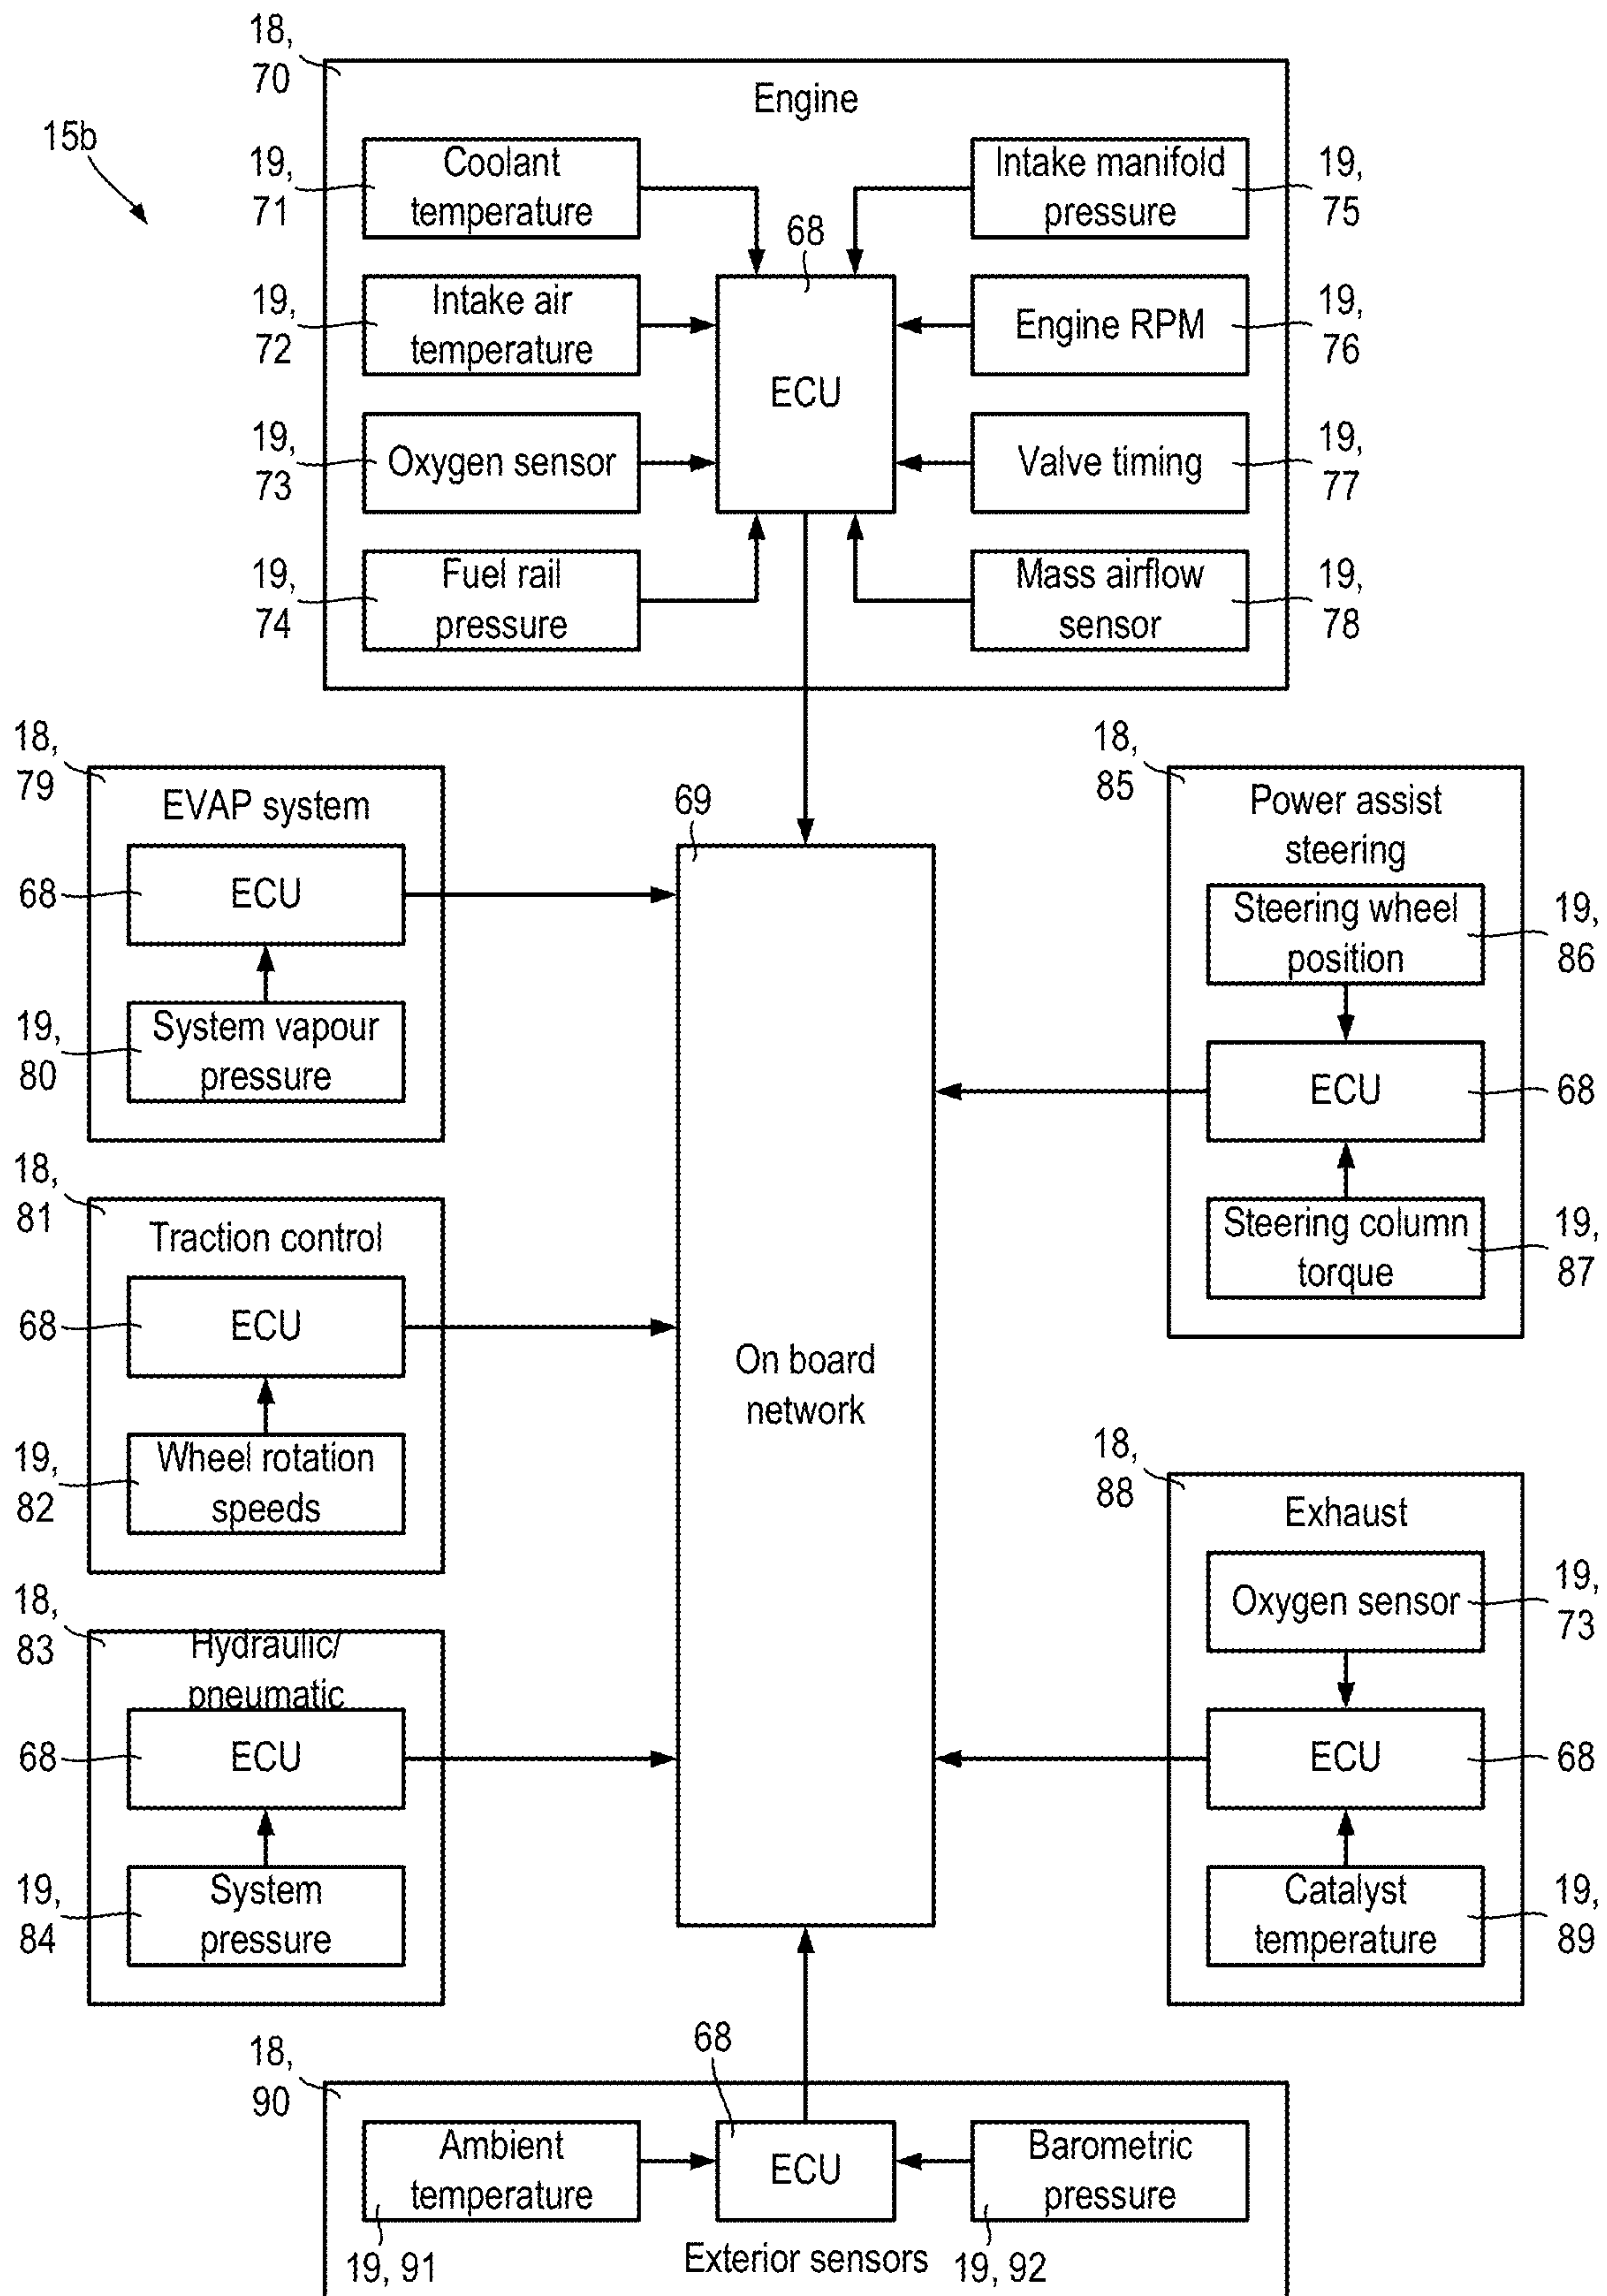 18,
70
Engine
15b
19,
71
Coolant
temperature
Intake manifold
pressure
19,
75
68
19,
72
Intake air
temperature
ECU
Engine RPM
19,
76
19,
73
Oxygen sensor
Valve timing
19,
77
19,
74
Fuel rail
pressure
Mass airflow
sensor
19,
78
18,
79
EVAP system
68
ECU
19,
80
System vapour
pressure
69
On board
network
18,
85
Power assist
steering
Steering wheel
position
19,
86
ECU
68
Steering column
torque
19,
87
18,
81
Traction control
68
ECU
19,
82
Wheel rotation
speeds
18,
83
Hydraulic/
pneumatic
68
ECU
19,
84
System
pressure
18,
88
Exhaust
Oxygen sensor
19,
73
ECU
68
Catalyst
temperature
19,
89
18,
90
68
Ambient
temperature
ECU
Barometric
pressure
19, 91
Exterior sensors
19, 92